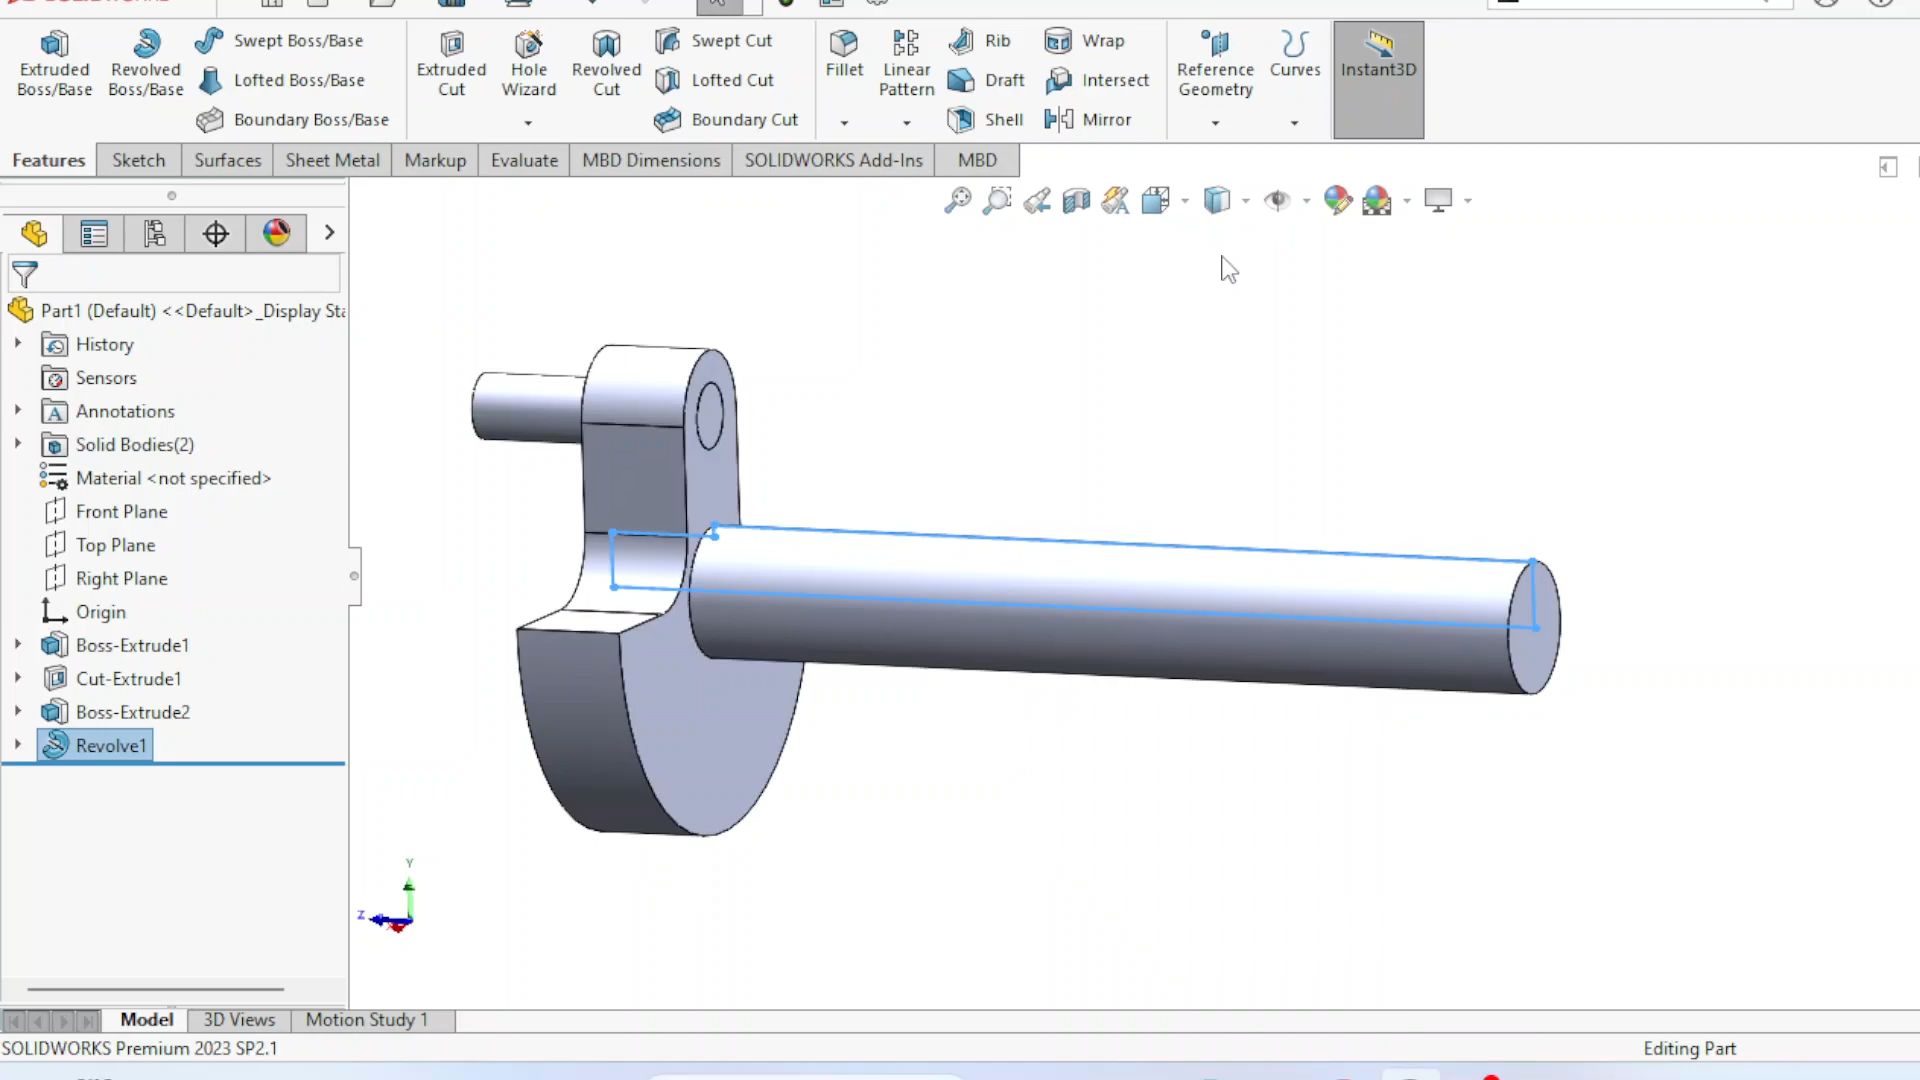 Extruded Boss/Base
Revolved Boss/Base
Swept Boss/Base
Lofted Boss/Base
Boundary Boss/Base
Extruded Cut
Hole Wizard
Revolved Cut
Swept Cut
Lofted Cut
Boundary Cut
Fillet
Linear Pattern
Rib
Draft
Shell
Wrap
Intersect
Mirror
Reference Geometry
Curves
Instant3D
Features
Sketch
Surfaces
Sheet Metal
Markup
Evaluate
MBD Dimensions
SOLIDWORKS Add-Ins
MBD
Part1 (Default) <<Default>_Display Sta
History
Sensors
Annotations
Solid Bodies(2)
Material <not specified>
Front Plane
Top Plane
Right Plane
Origin
Boss-Extrude1
Cut-Extrude1
Boss-Extrude2
Revolve1
Y
Z
X
Model
3D Views
Motion Study 1
SOLIDWORKS Premium 2023 SP2.1
Editing Part